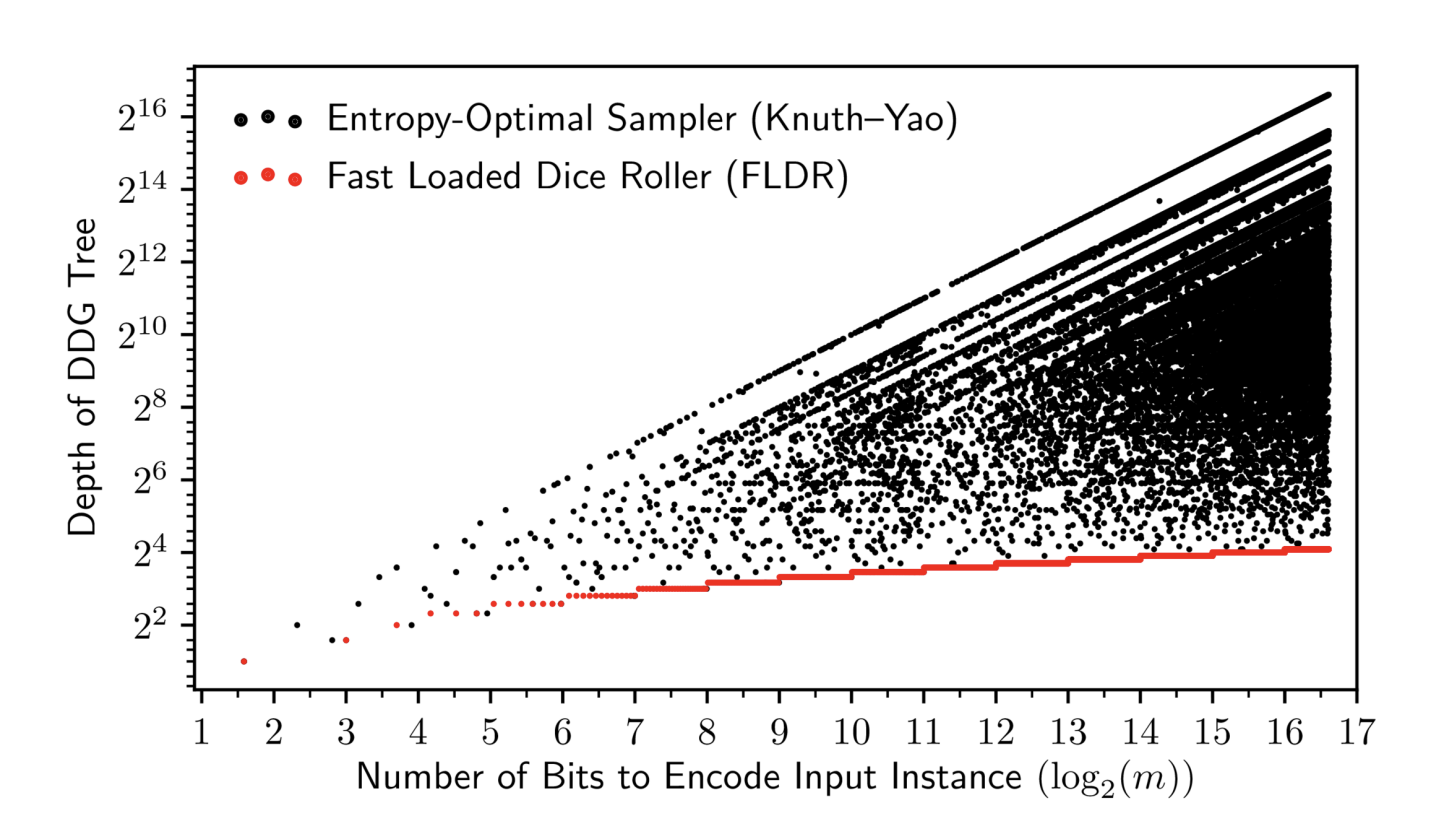 Entropy-Optimal Sampler (Knuth–Yao)
Fast Loaded Dice Roller (FLDR)
Depth of DDG Tree
2^16
2^14
2^12
2^10
2^8
2^6
2^4
2^2
1 2 3 4 5 6 7 8 9 10 11 12 13 14 15 16 17
Number of Bits to Encode Input Instance (log₂(m))